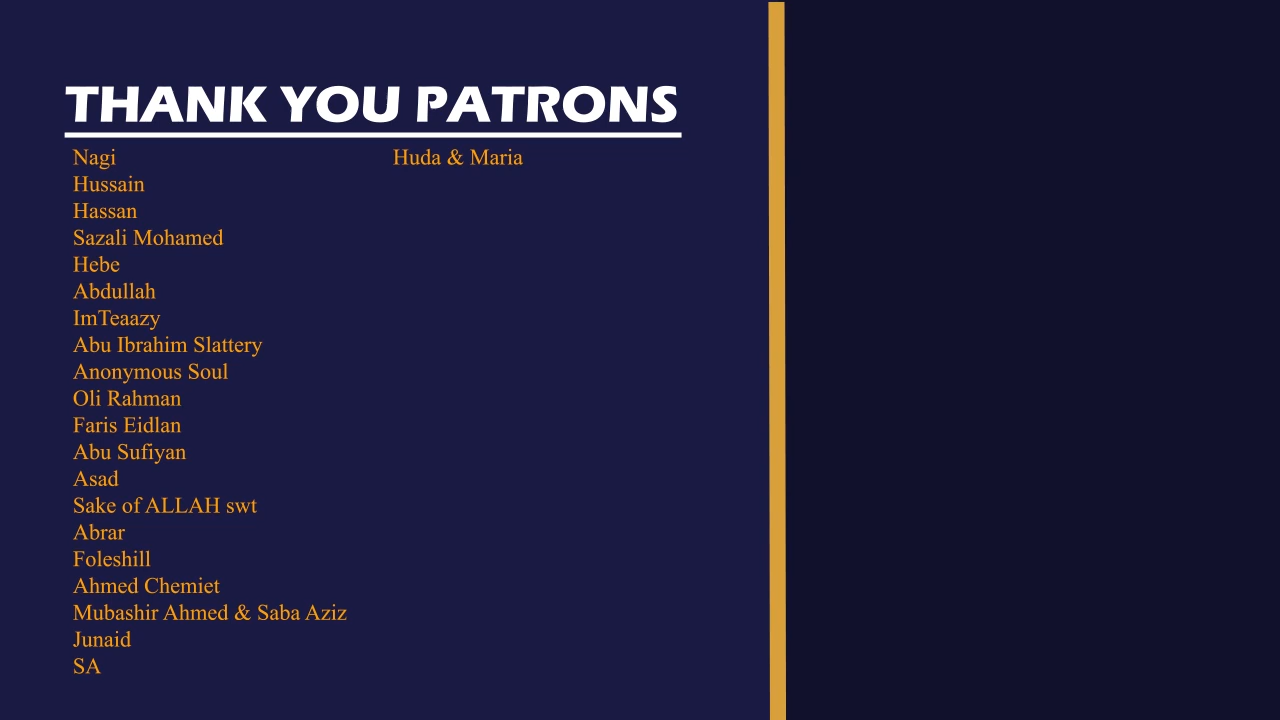 THANK YOU PATRONS
Nagi
Hussain
Hassan
Sazali Mohamed
Hebe
Abdullah
ImTeaazy
Abu Ibrahim Slattery
Anonymous Soul
Oli Rahman
Faris Eidlan
Abu Sufiyan
Asad
Sake of ALLAH swt
Abrar
Foleshill
Ahmed Chemiet
Mubashir Ahmed & Saba Aziz
Junaid
SA
Huda & Maria